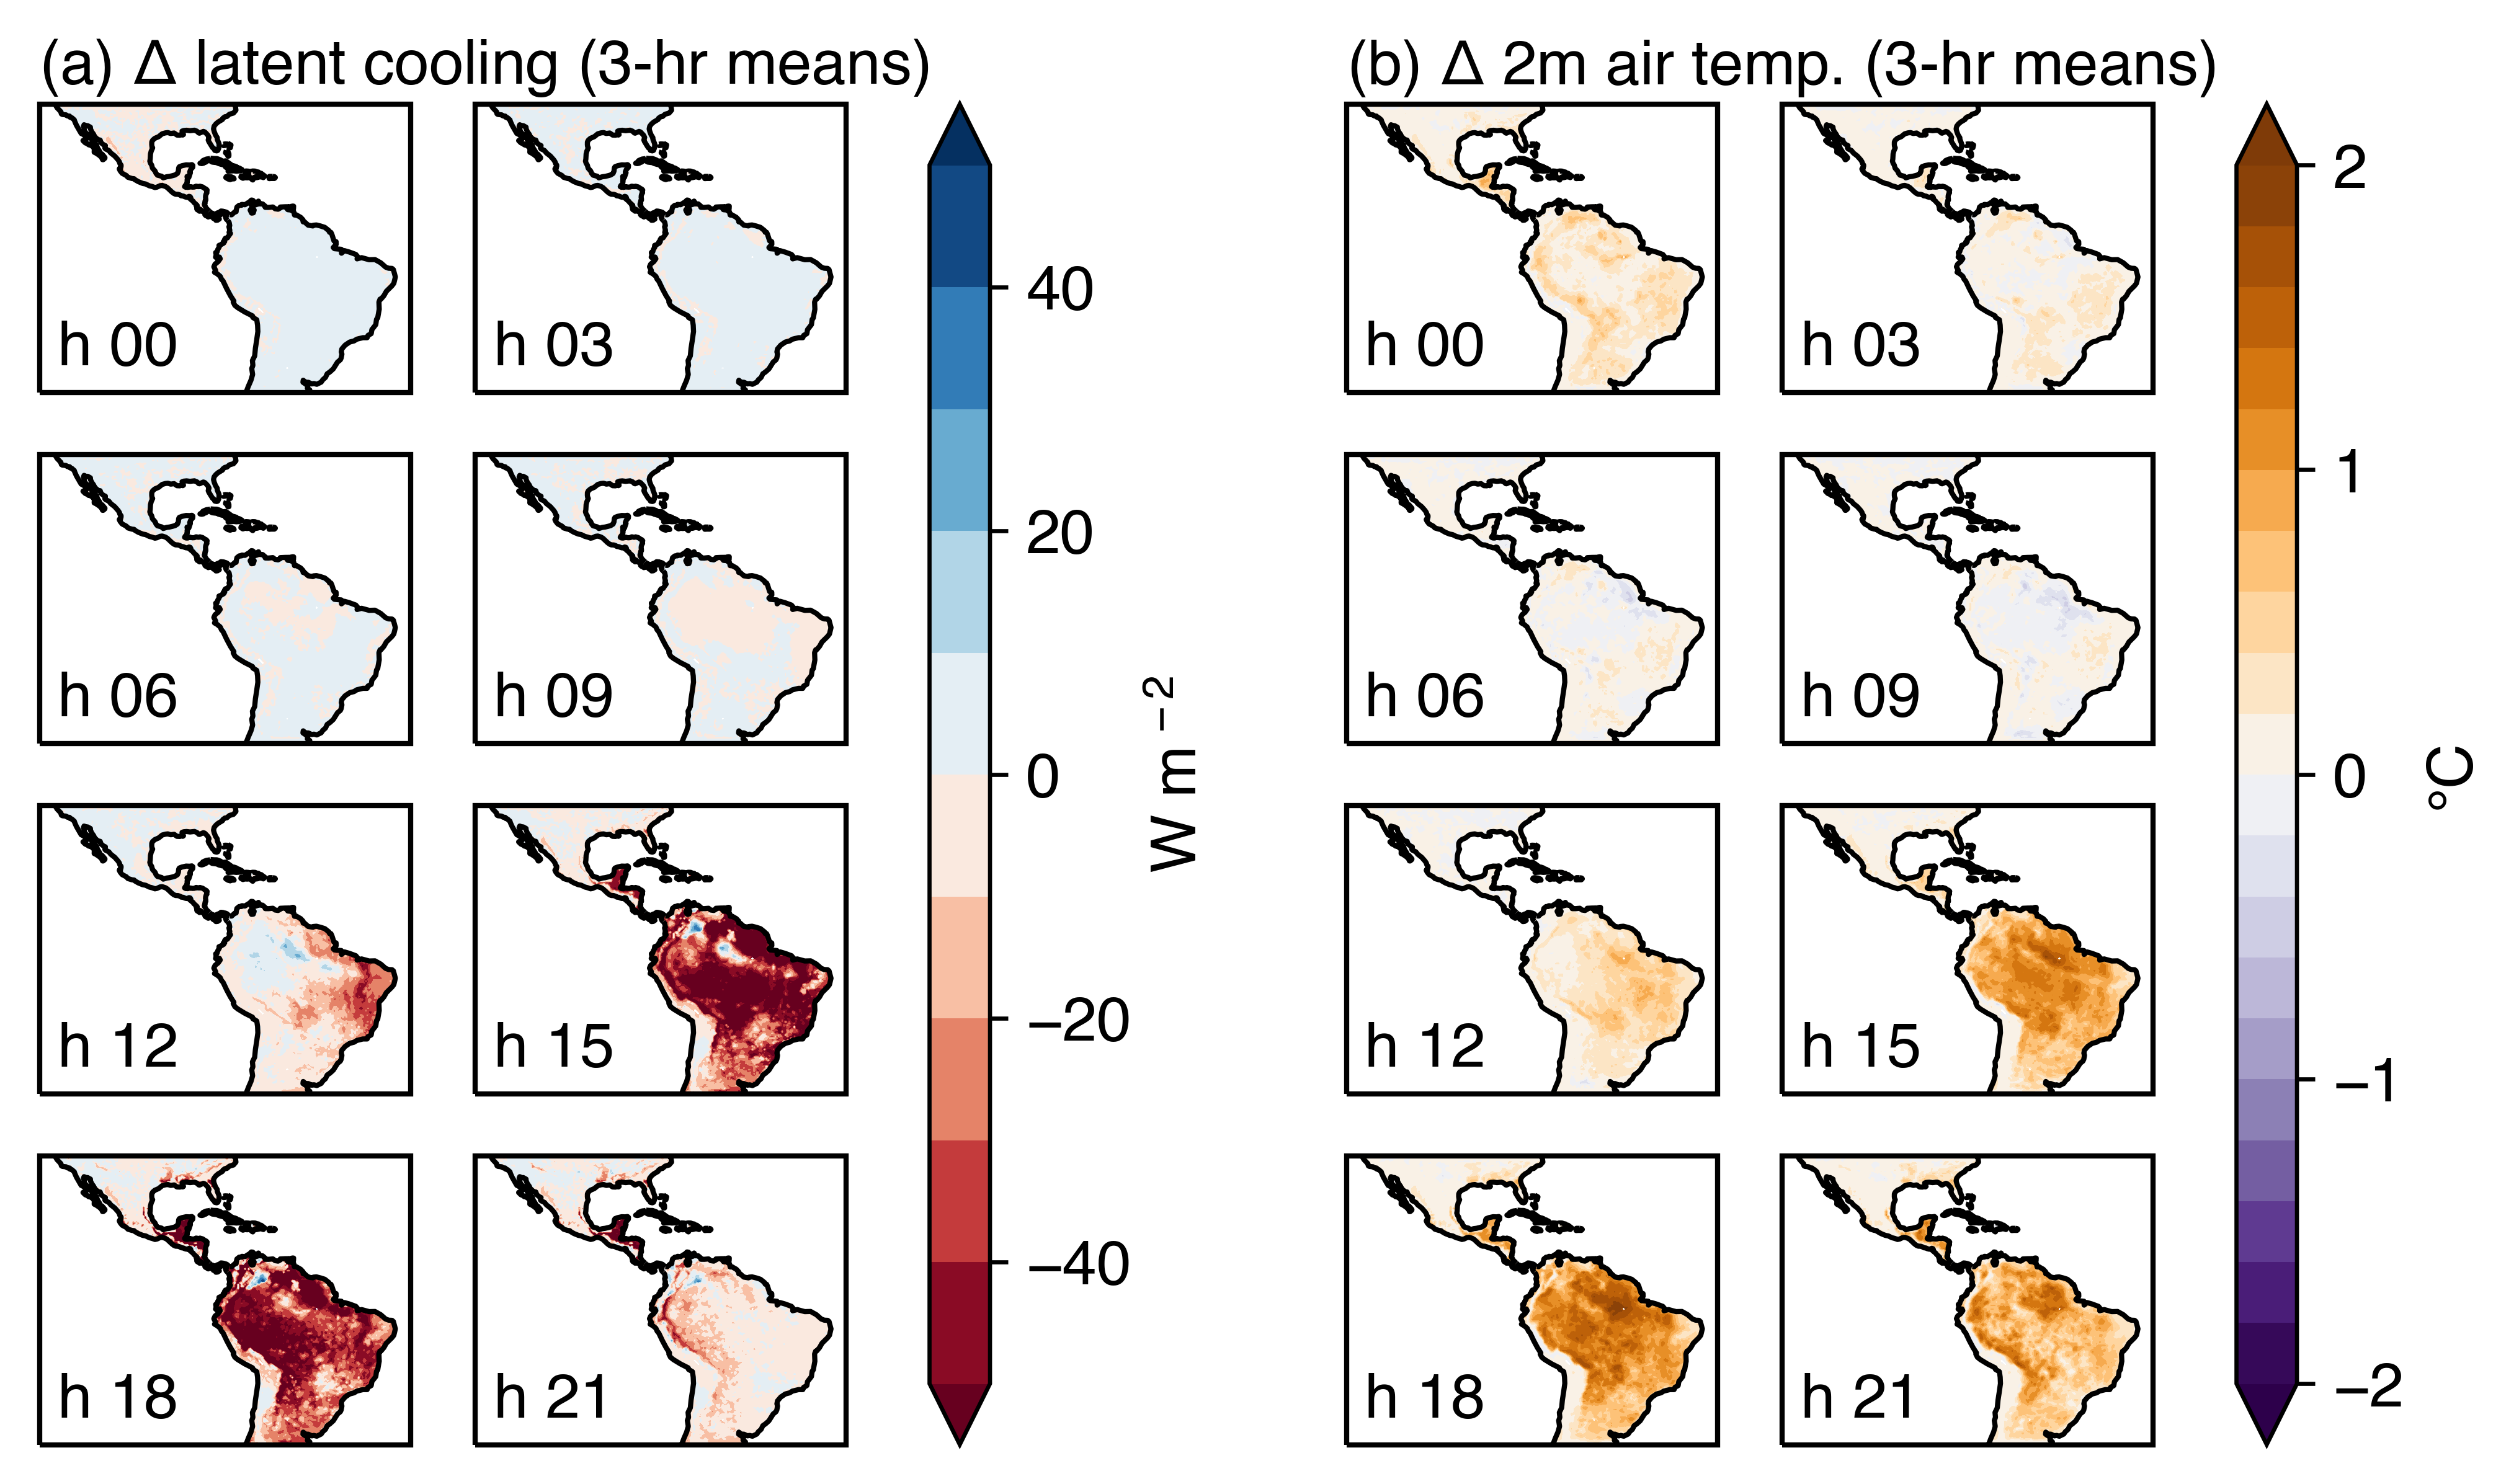 (a) Δ latent cooling (3-hr means)
h 00
h 03
h 06
h 09
h 12
h 15
h 18
h 21
40
20
0
−20
−40
W m⁻²
(b) Δ 2m air temp. (3-hr means)
h 00
h 03
h 06
h 09
h 12
h 15
h 18
h 21
2
1
0
−1
−2
°C